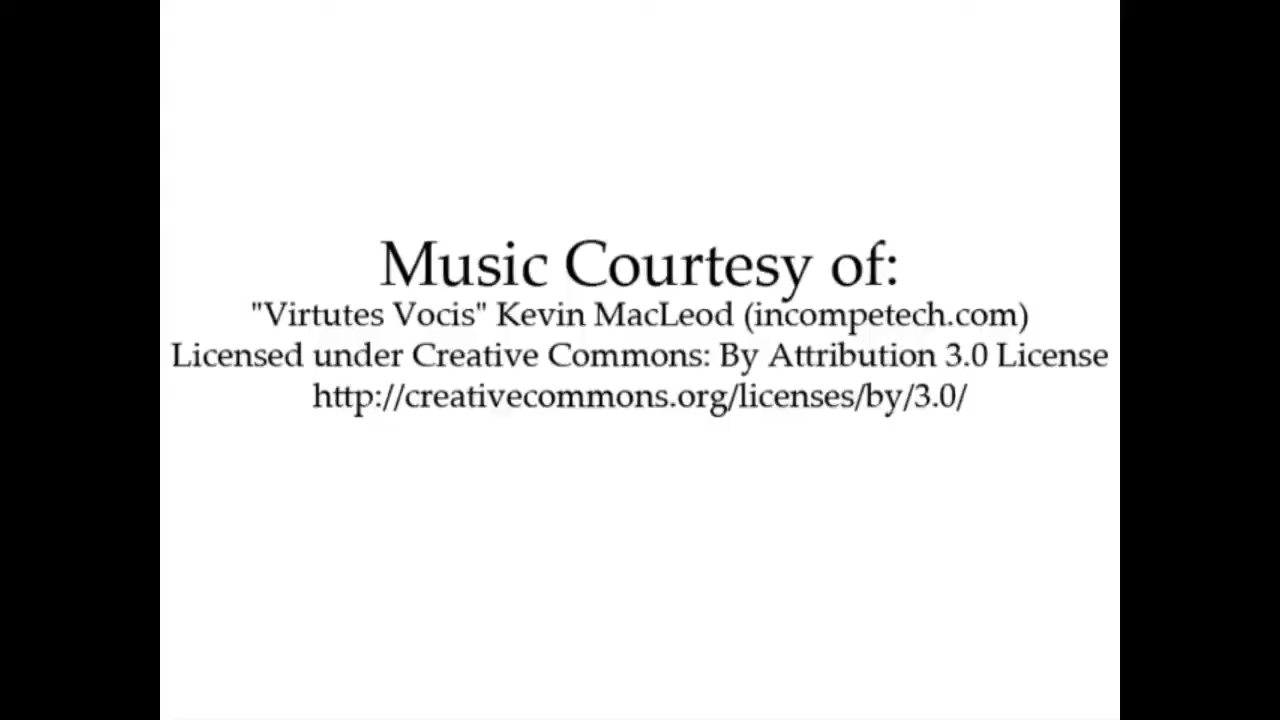 Music Courtesy of:
"Virtutes Vocis" Kevin MacLeod (incompetech.com)
Licensed under Creative Commons: By Attribution 3.0 License
http://creativecommons.org/licenses/by/3.0/